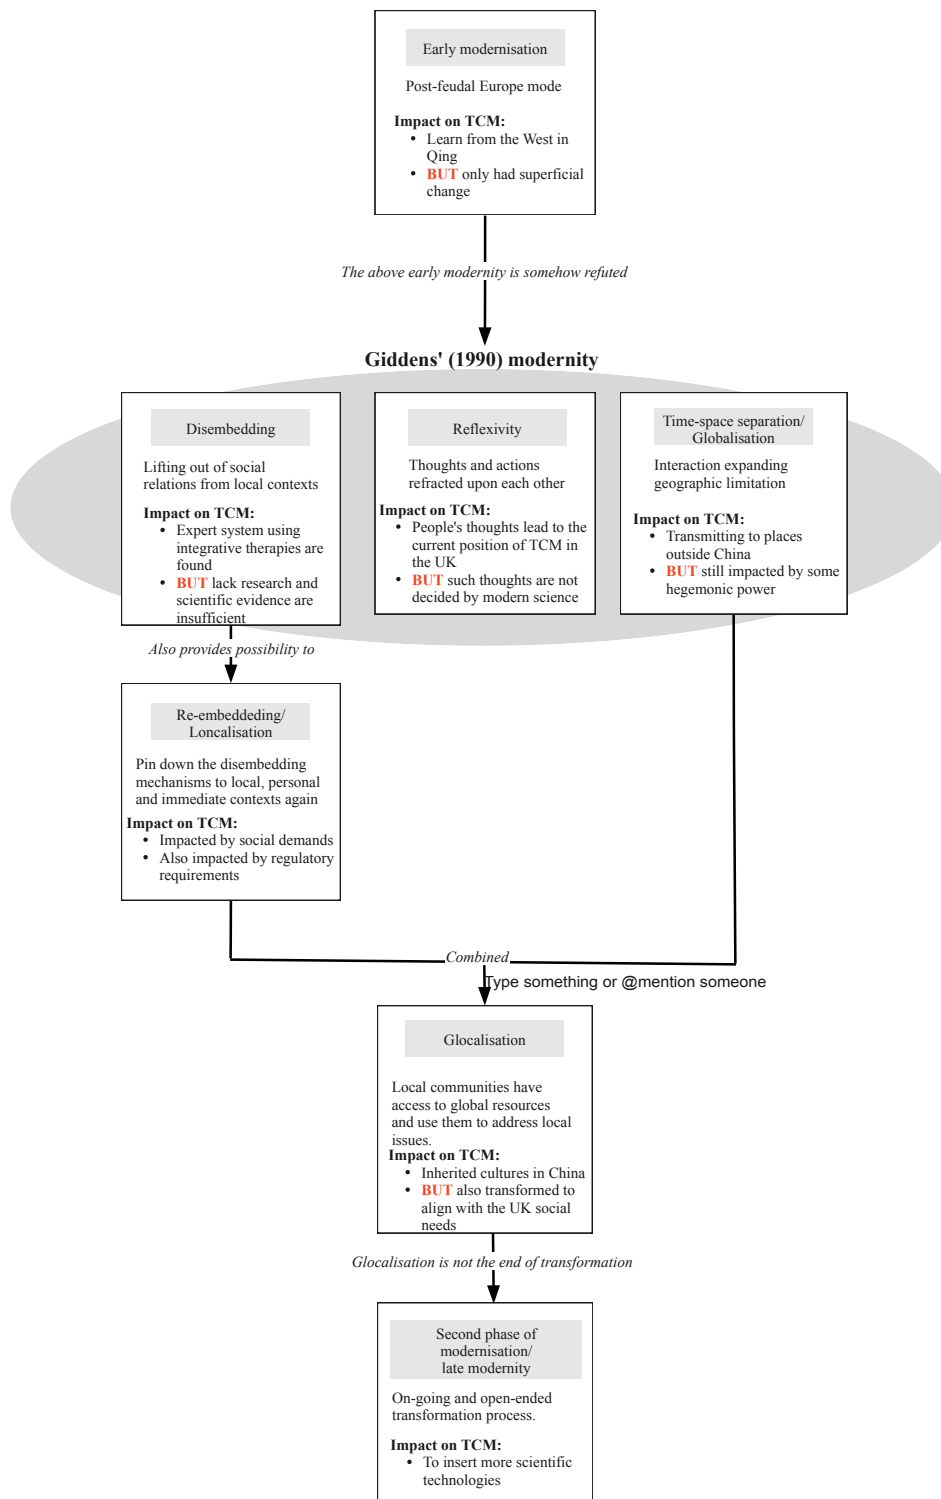 Early modernisation
Post-feudal Europe mode
Impact on TCM:
• Learn from the West in
Qing
• BUT only had superficial
change
The above early modernity is somehow refuted
Giddens' (1990) modernity
Disembedding
Lifting out of social
relations from local contexts
Impact on TCM:
• Expert system using
integrative therapies are
found
• BUT lack research and
scientific evidence are
insufficient
Reflexivity
Thoughts and actions
refracted upon each other
Impact on TCM:
• People's thoughts lead to the
current position of TCM in
the UK
• BUT such thoughts are not
decided by modern science
Time-space separation/
Globalisation
Interaction expanding
geographic limitation
Impact on TCM:
• Transmitting to places
outside China
• BUT still impacted by some
hegemonic power
Also provides possibility to
Re-embeddeding/
Loncalisation
Pin down the disembedding
mechanisms to local, personal
and immediate contexts again
Impact on TCM:
• Impacted by social demands
• Also impacted by regulatory
requirements
Combined
Type something or @mention someone
Glocalisation
Local communities have
access to global resources
and use them to address local
issues.
Impact on TCM:
• Inherited cultures in China
• BUT also transformed to
align with the UK social
needs
Glocalisation is not the end of transformation
Second phase of
modernisation/
late modernity
On-going and open-ended
transformation process.
Impact on TCM:
• To insert more scientific
technologies